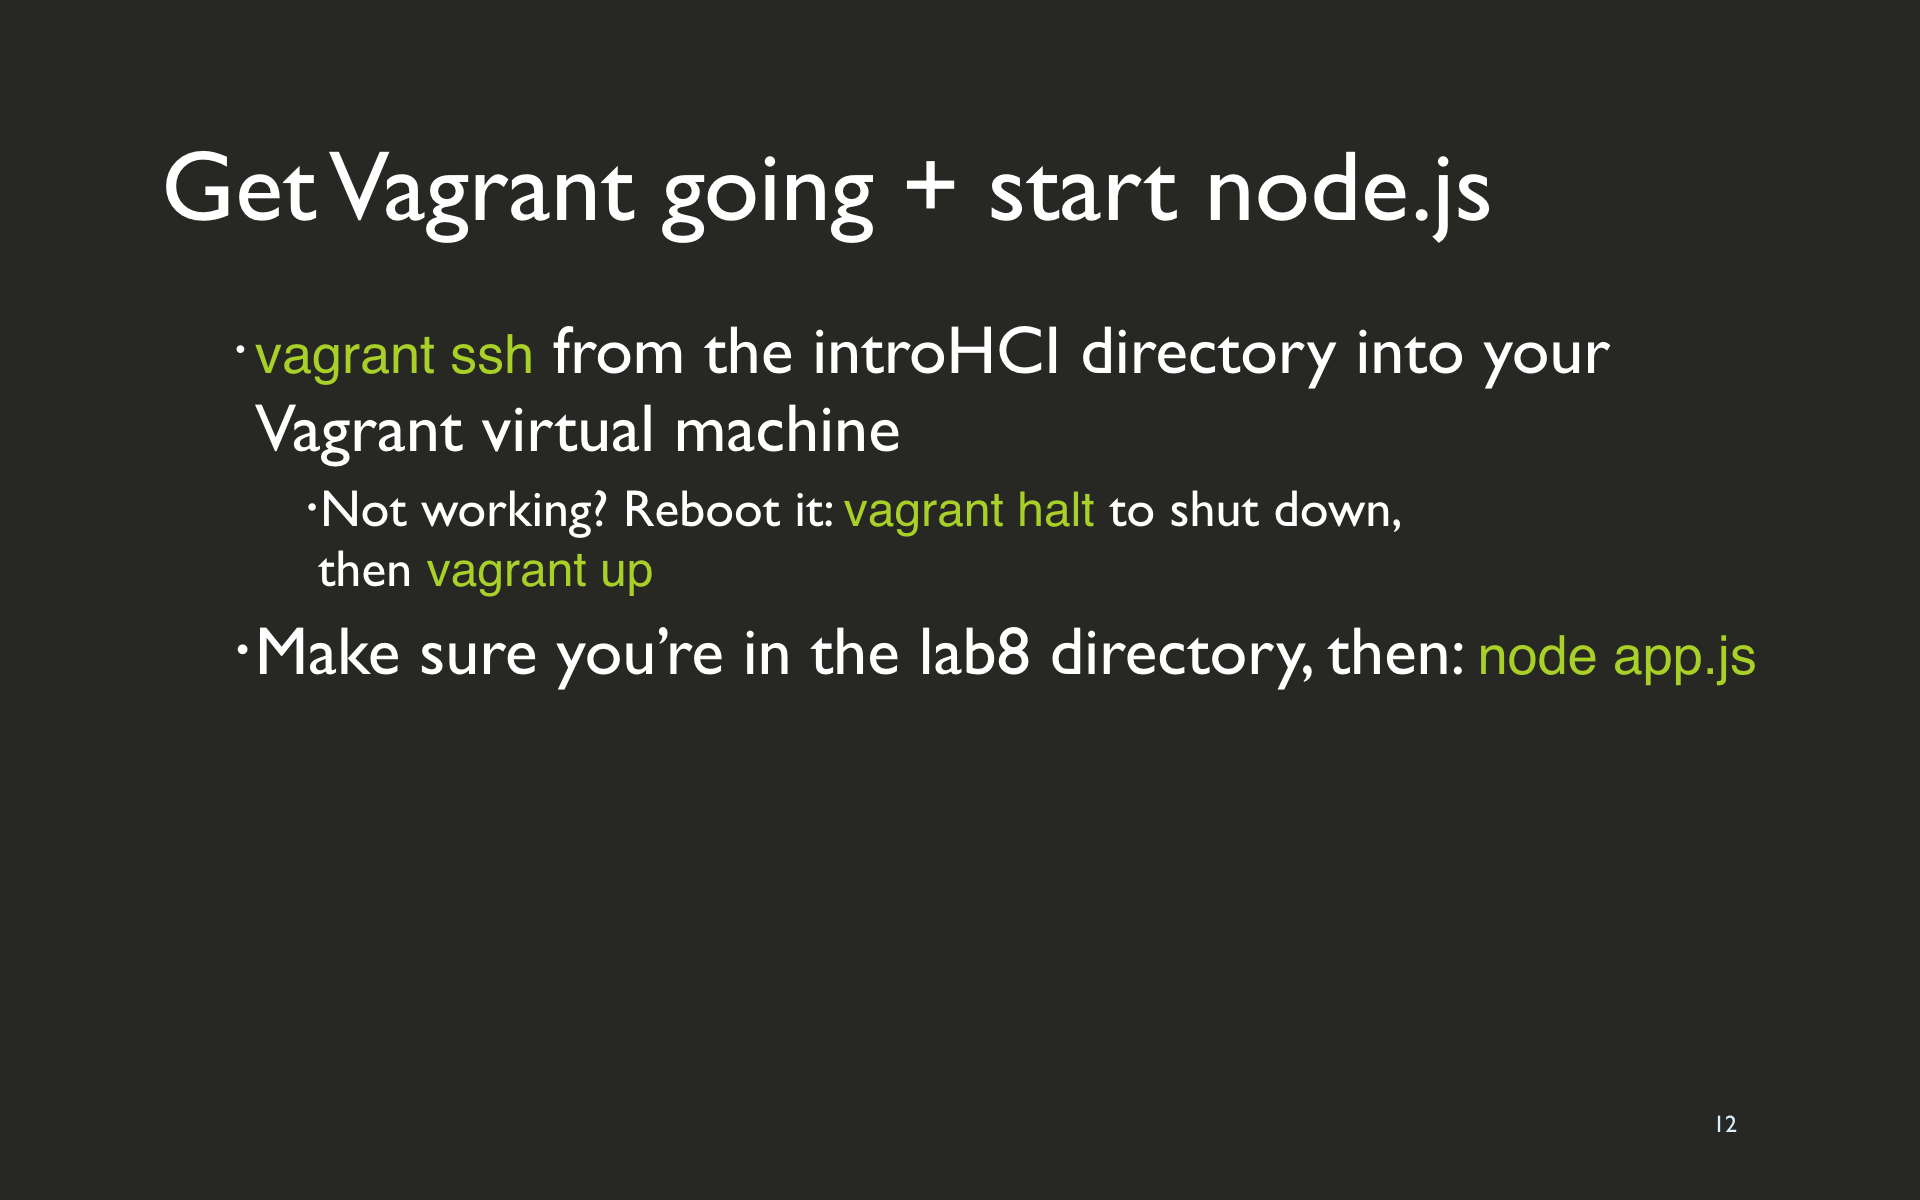 Get Vagrant going + start node.js
•vagrant ssh from the introHCI directory into your
Vagrant virtual machine
•Not working? Reboot it: vagrant halt to shut down,
then vagrant up
•Make sure you’re in the lab8 directory, then: node app.js
12